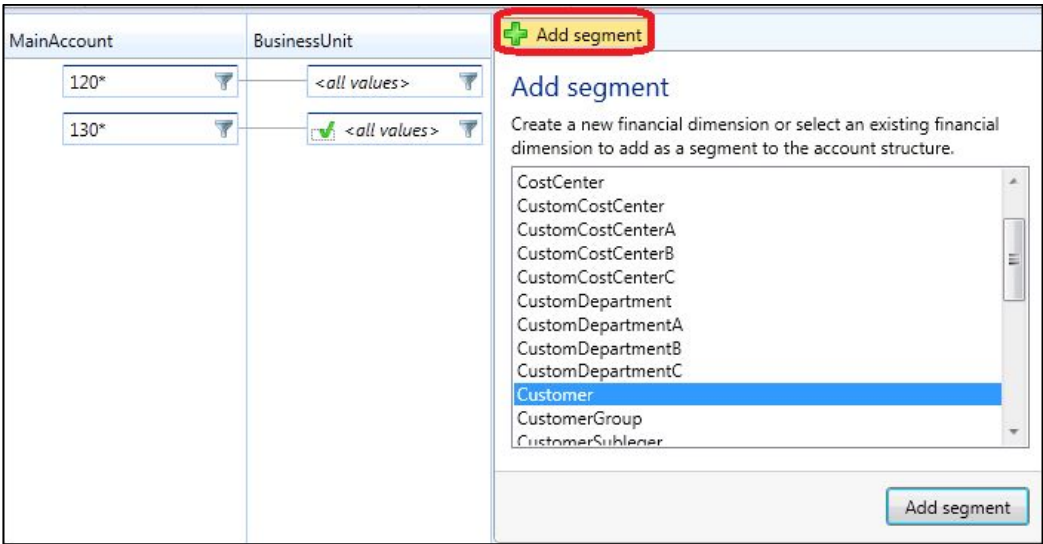 MainAccount
BusinessUnit
Add segment
120*
<all values>
130*
<all values>
Add segment
Create a new financial dimension or select an existing financial
dimension to add as a segment to the account structure.
CostCenter
CustomCostCenter
CustomCostCenterA
CustomCostCenterB
CustomCostCenterC
CustomDepartment
CustomDepartmentA
CustomDepartmentB
CustomDepartmentC
Customer
CustomerGroup
CustomerSubleger
Add segment